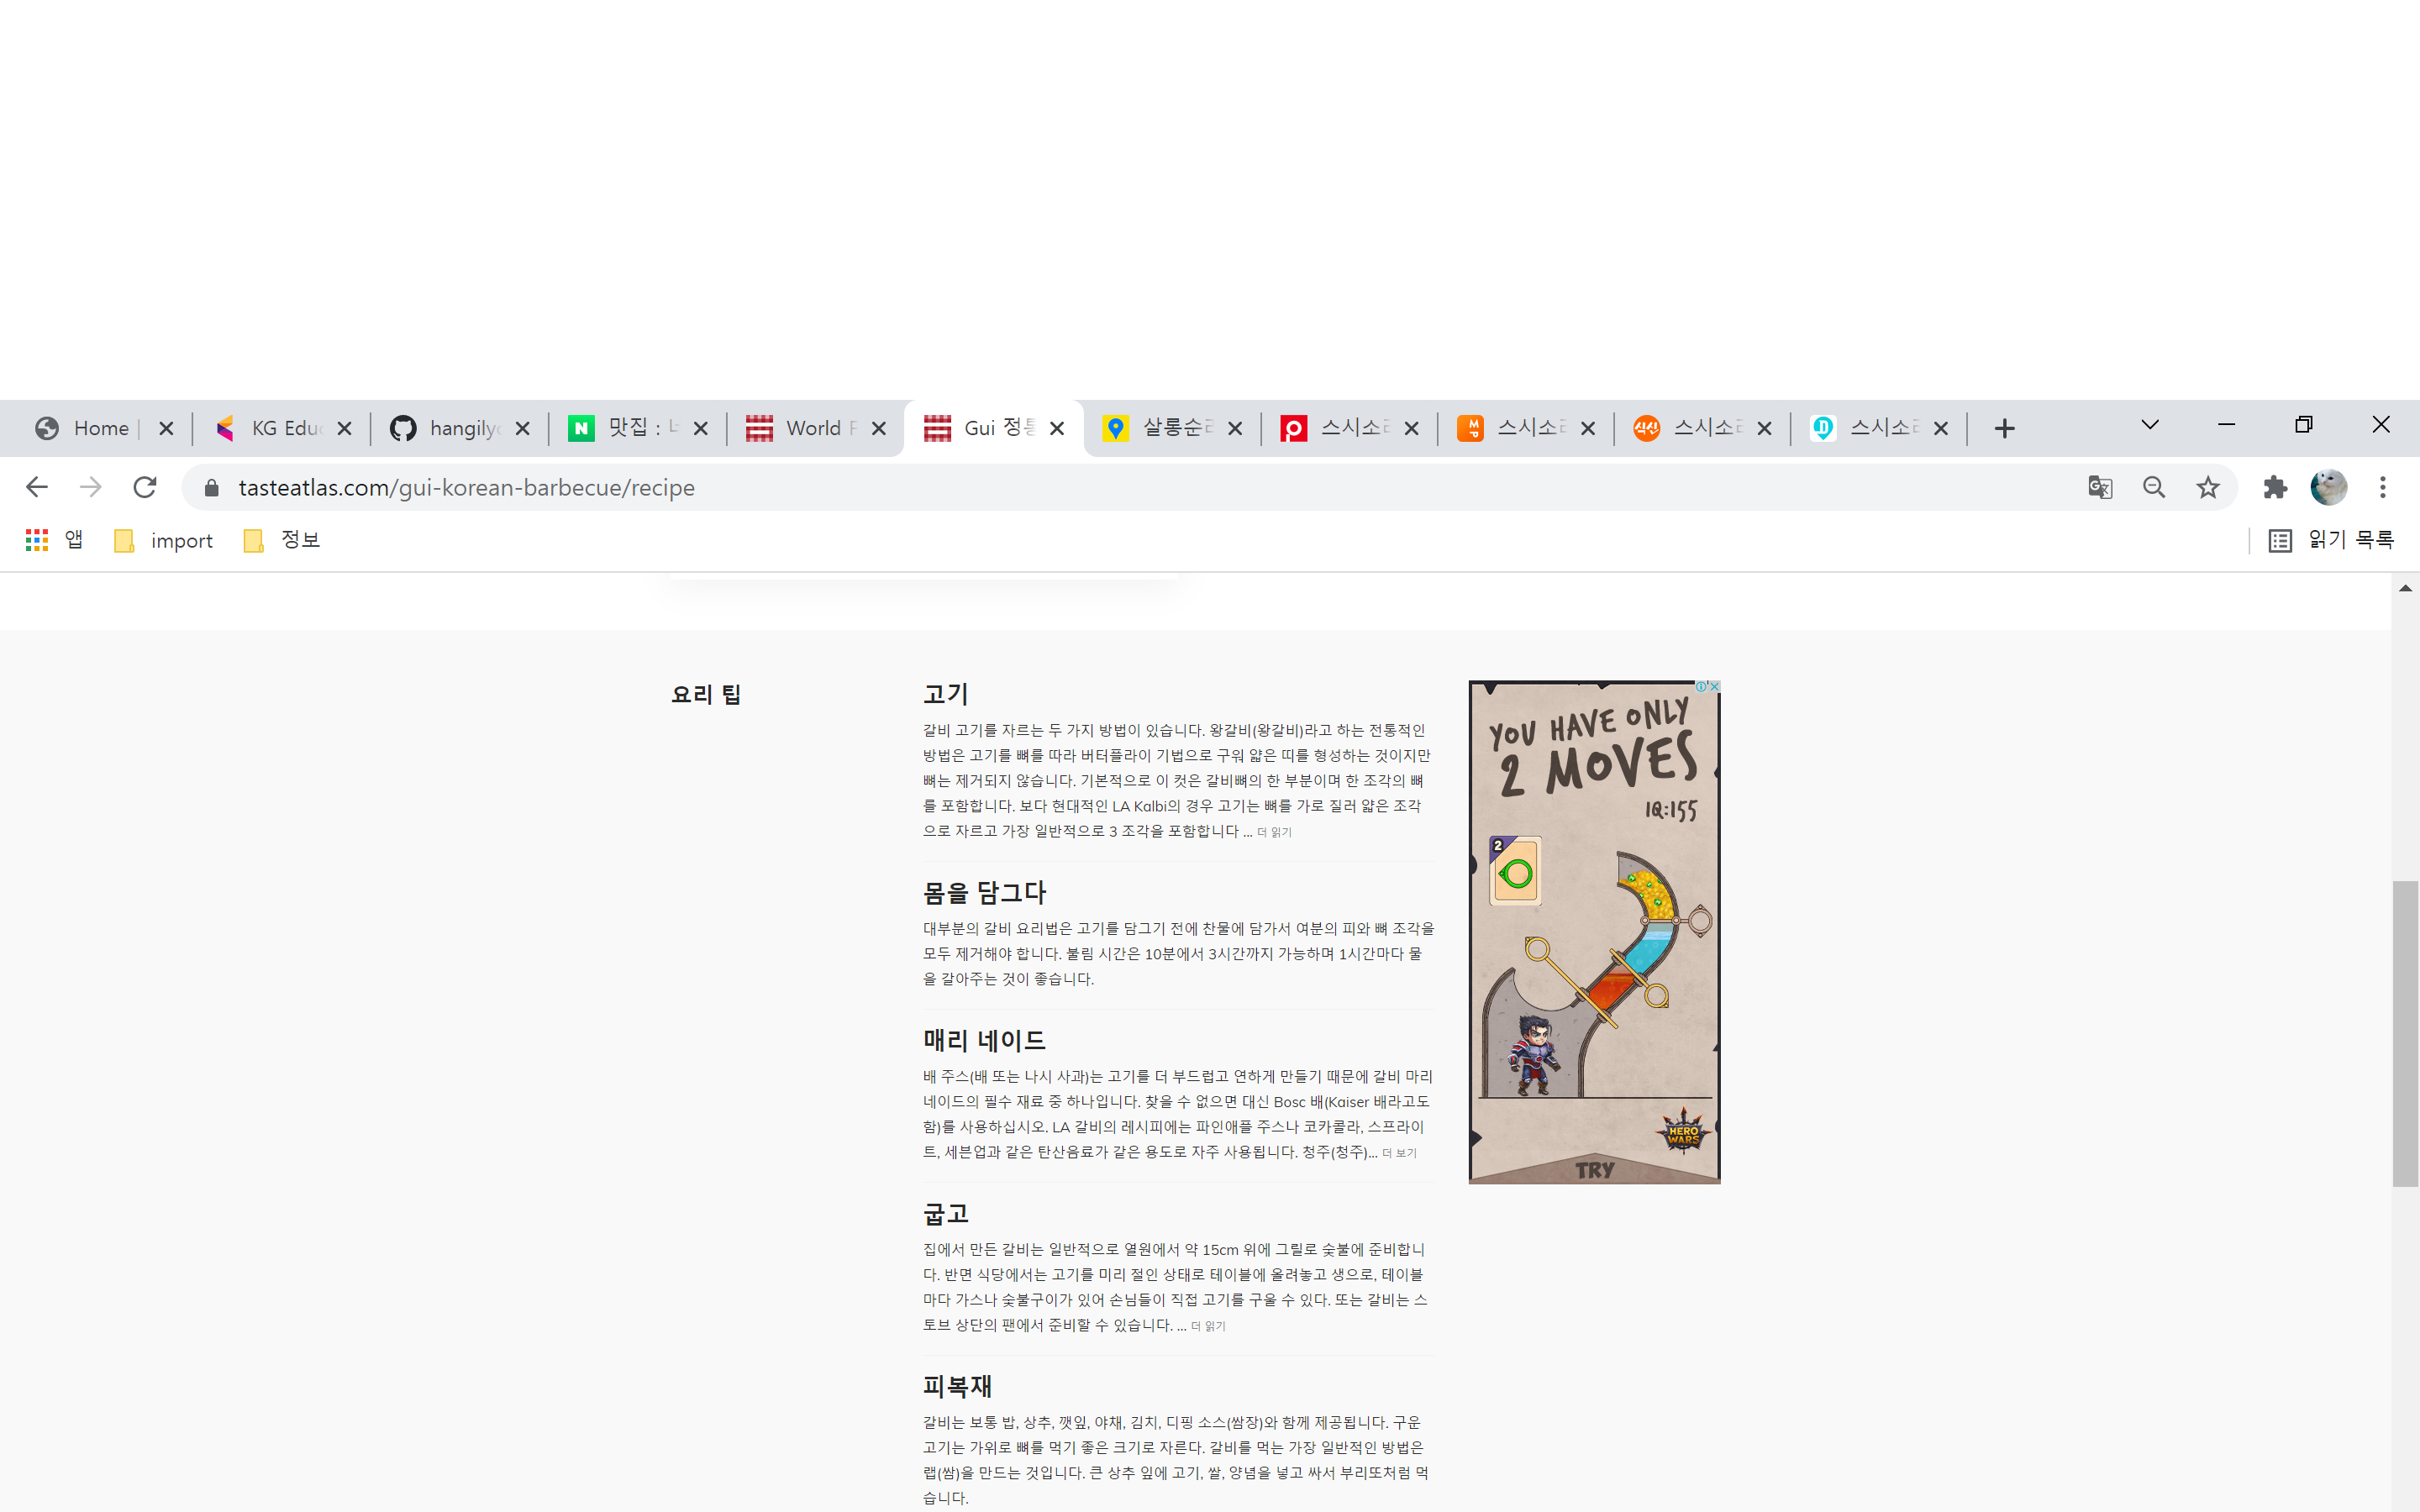 Home
KG Educ
hangilyo
맛집 :
World F
Gui 정통
살롱순라
스시소라
스시소라
스시소라
스시소라
tasteatlas.com/gui-korean-barbecue/recipe
앱
import
정보
읽기 목록
요리 팁
고기
갈비 고기를 자르는 두 가지 방법이 있습니다. 왕갈비(왕갈비)라고 하는 전통적인
방법은 고기를 뼈를 따라 버터플라이 기법으로 구워 얇은 띠를 형성하는 것이지만
뼈는 제거되지 않습니다. 기본적으로 이 컷은 갈비뼈의 한 부분이며 한 조각의 뼈
를 포함합니다. 보다 현대적인 LA Kalbi의 경우 고기는 뼈를 가로 질러 얇은 조각
으로 자르고 가장 일반적으로 3 조각을 포함합니다 ... 더 읽기
몸을 담그다
대부분의 갈비 요리법은 고기를 담그기 전에 찬물에 담가서 여분의 피와 뼈 조각을
모두 제거해야 합니다. 불림 시간은 10분에서 3시간까지 가능하며 1시간마다 물
을 갈아주는 것이 좋습니다.
매리 네이드
배 주스(배 또는 나시 사과)는 고기를 더 부드럽고 연하게 만들기 때문에 갈비 마리
네이드의 필수 재료 중 하나입니다. 찾을 수 없으면 대신 Bosc 배(Kaiser 배라고도
함)를 사용하십시오. LA 갈비의 레시피에는 파인애플 주스나 코카콜라, 스프라이
트, 세븐업과 같은 탄산음료가 같은 용도로 자주 사용됩니다. 청주(청주)... 더 보기
굽고
집에서 만든 갈비는 일반적으로 열원에서 약 15cm 위에 그릴로 숯불에 준비합니
다. 반면 식당에서는 고기를 미리 절인 상태로 테이블에 올려놓고 생으로, 테이블
마다 가스나 숯불구이가 있어 손님들이 직접 고기를 구울 수 있다. 또는 갈비는 스
토브 상단의 팬에서 준비할 수 있습니다. ... 더 읽기
피복재
갈비는 보통 밥, 상추, 깻잎, 야채, 김치, 디핑 소스(쌈장)와 함께 제공됩니다. 구운
고기는 가위로 뼈를 먹기 좋은 크기로 자른다. 갈비를 먹는 가장 일반적인 방법은
랩(쌈)을 만드는 것입니다. 큰 상추 잎에 고기, 쌀, 양념을 넣고 싸서 부리또처럼 먹
습니다.
YOU HAVE ONLY
2 MOVES
IQ:155
2
HERO
WARS
TRY